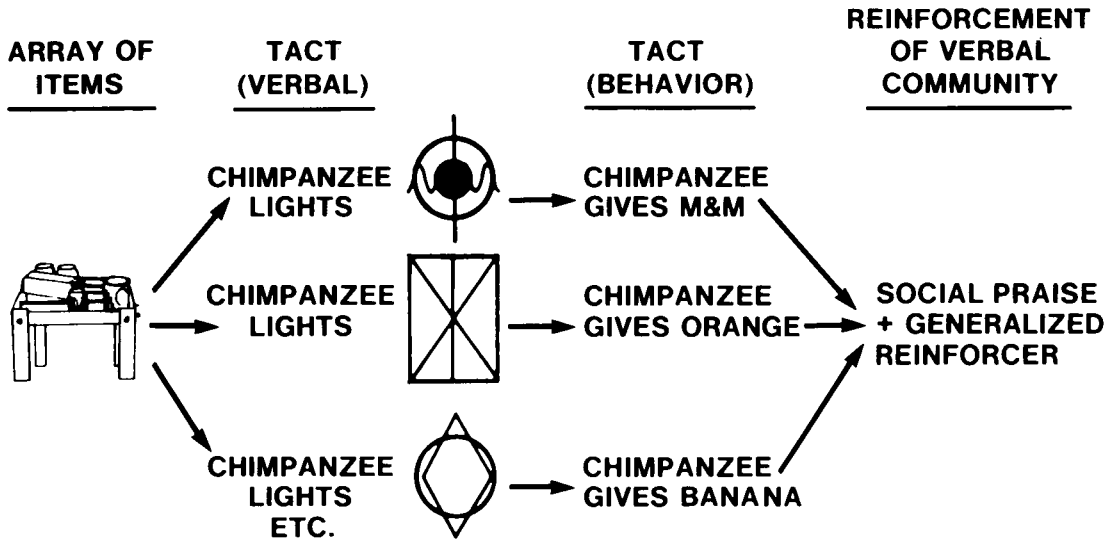 ARRAY OF
ITEMS
TACT
(VERBAL)
TACT
(BEHAVIOR)
REINFORCEMENT
OF VERBAL
COMMUNITY
CHIMPANZEE
LIGHTS
CHIMPANZEE
GIVES M&M
CHIMPANZEE
LIGHTS
CHIMPANZEE
GIVES ORANGE
SOCIAL PRAISE
+ GENERALIZED
REINFORCER
CHIMPANZEE
LIGHTS
ETC.
CHIMPANZEE
GIVES BANANA